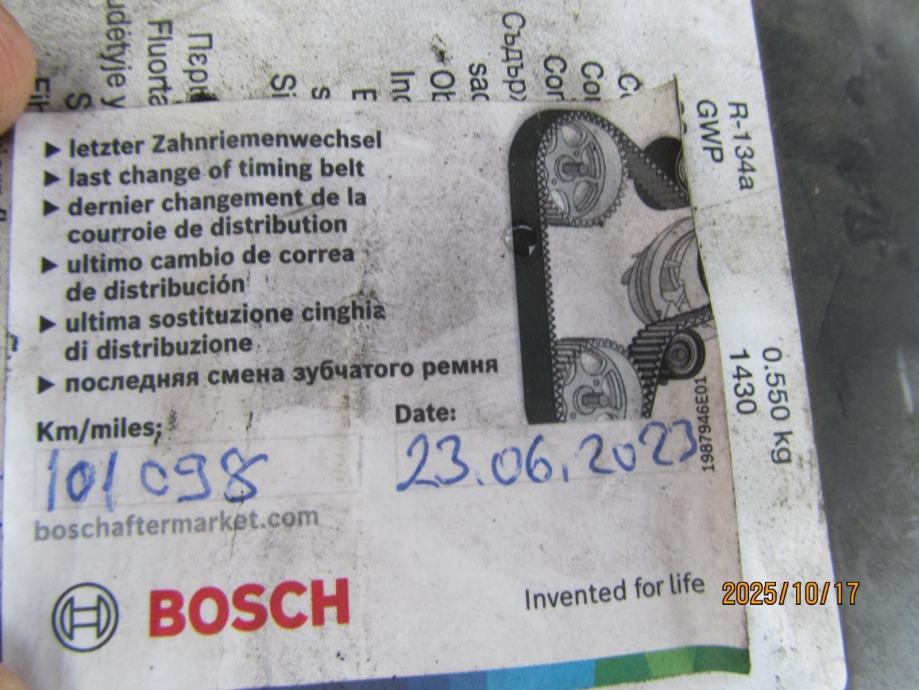 ► letzter Zahnriemenwechsel
► last change of timing belt
► dernier changement de la
courroie de distribution
► ultimo cambio de correa
de distribución
► ultima sostituzione cinghia
di distribuzione
► последняя смена зубчатого ремня
Km/miles:
101 098
Date:
23.06.2023
boschaftermarket.com
BOSCH
Invented for life
1987946E01
R-134a
GWP
0.550 kg
1430
2025/10/17